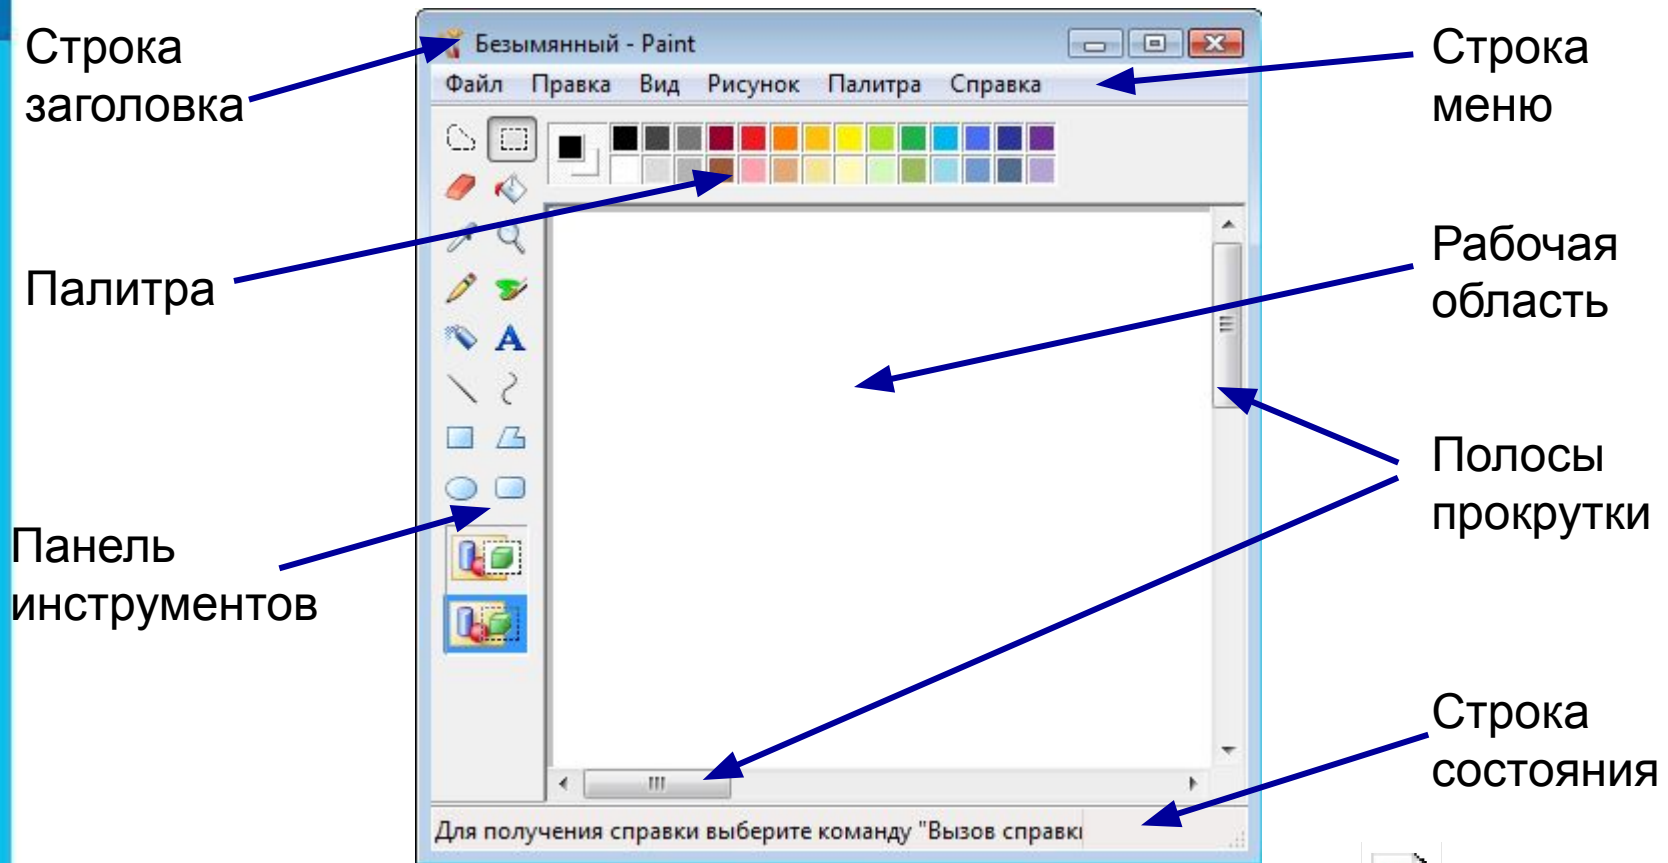 Строка
заголовка
Безымянный - Paint
Файл Правка Вид Рисунок Палитра Справка
Строка
меню
Палитра
A
Рабочая
область
Полосы
прокрутки
Панель
инструментов
Строка
состояния
Для получения справки выберите команду "Вызов справк